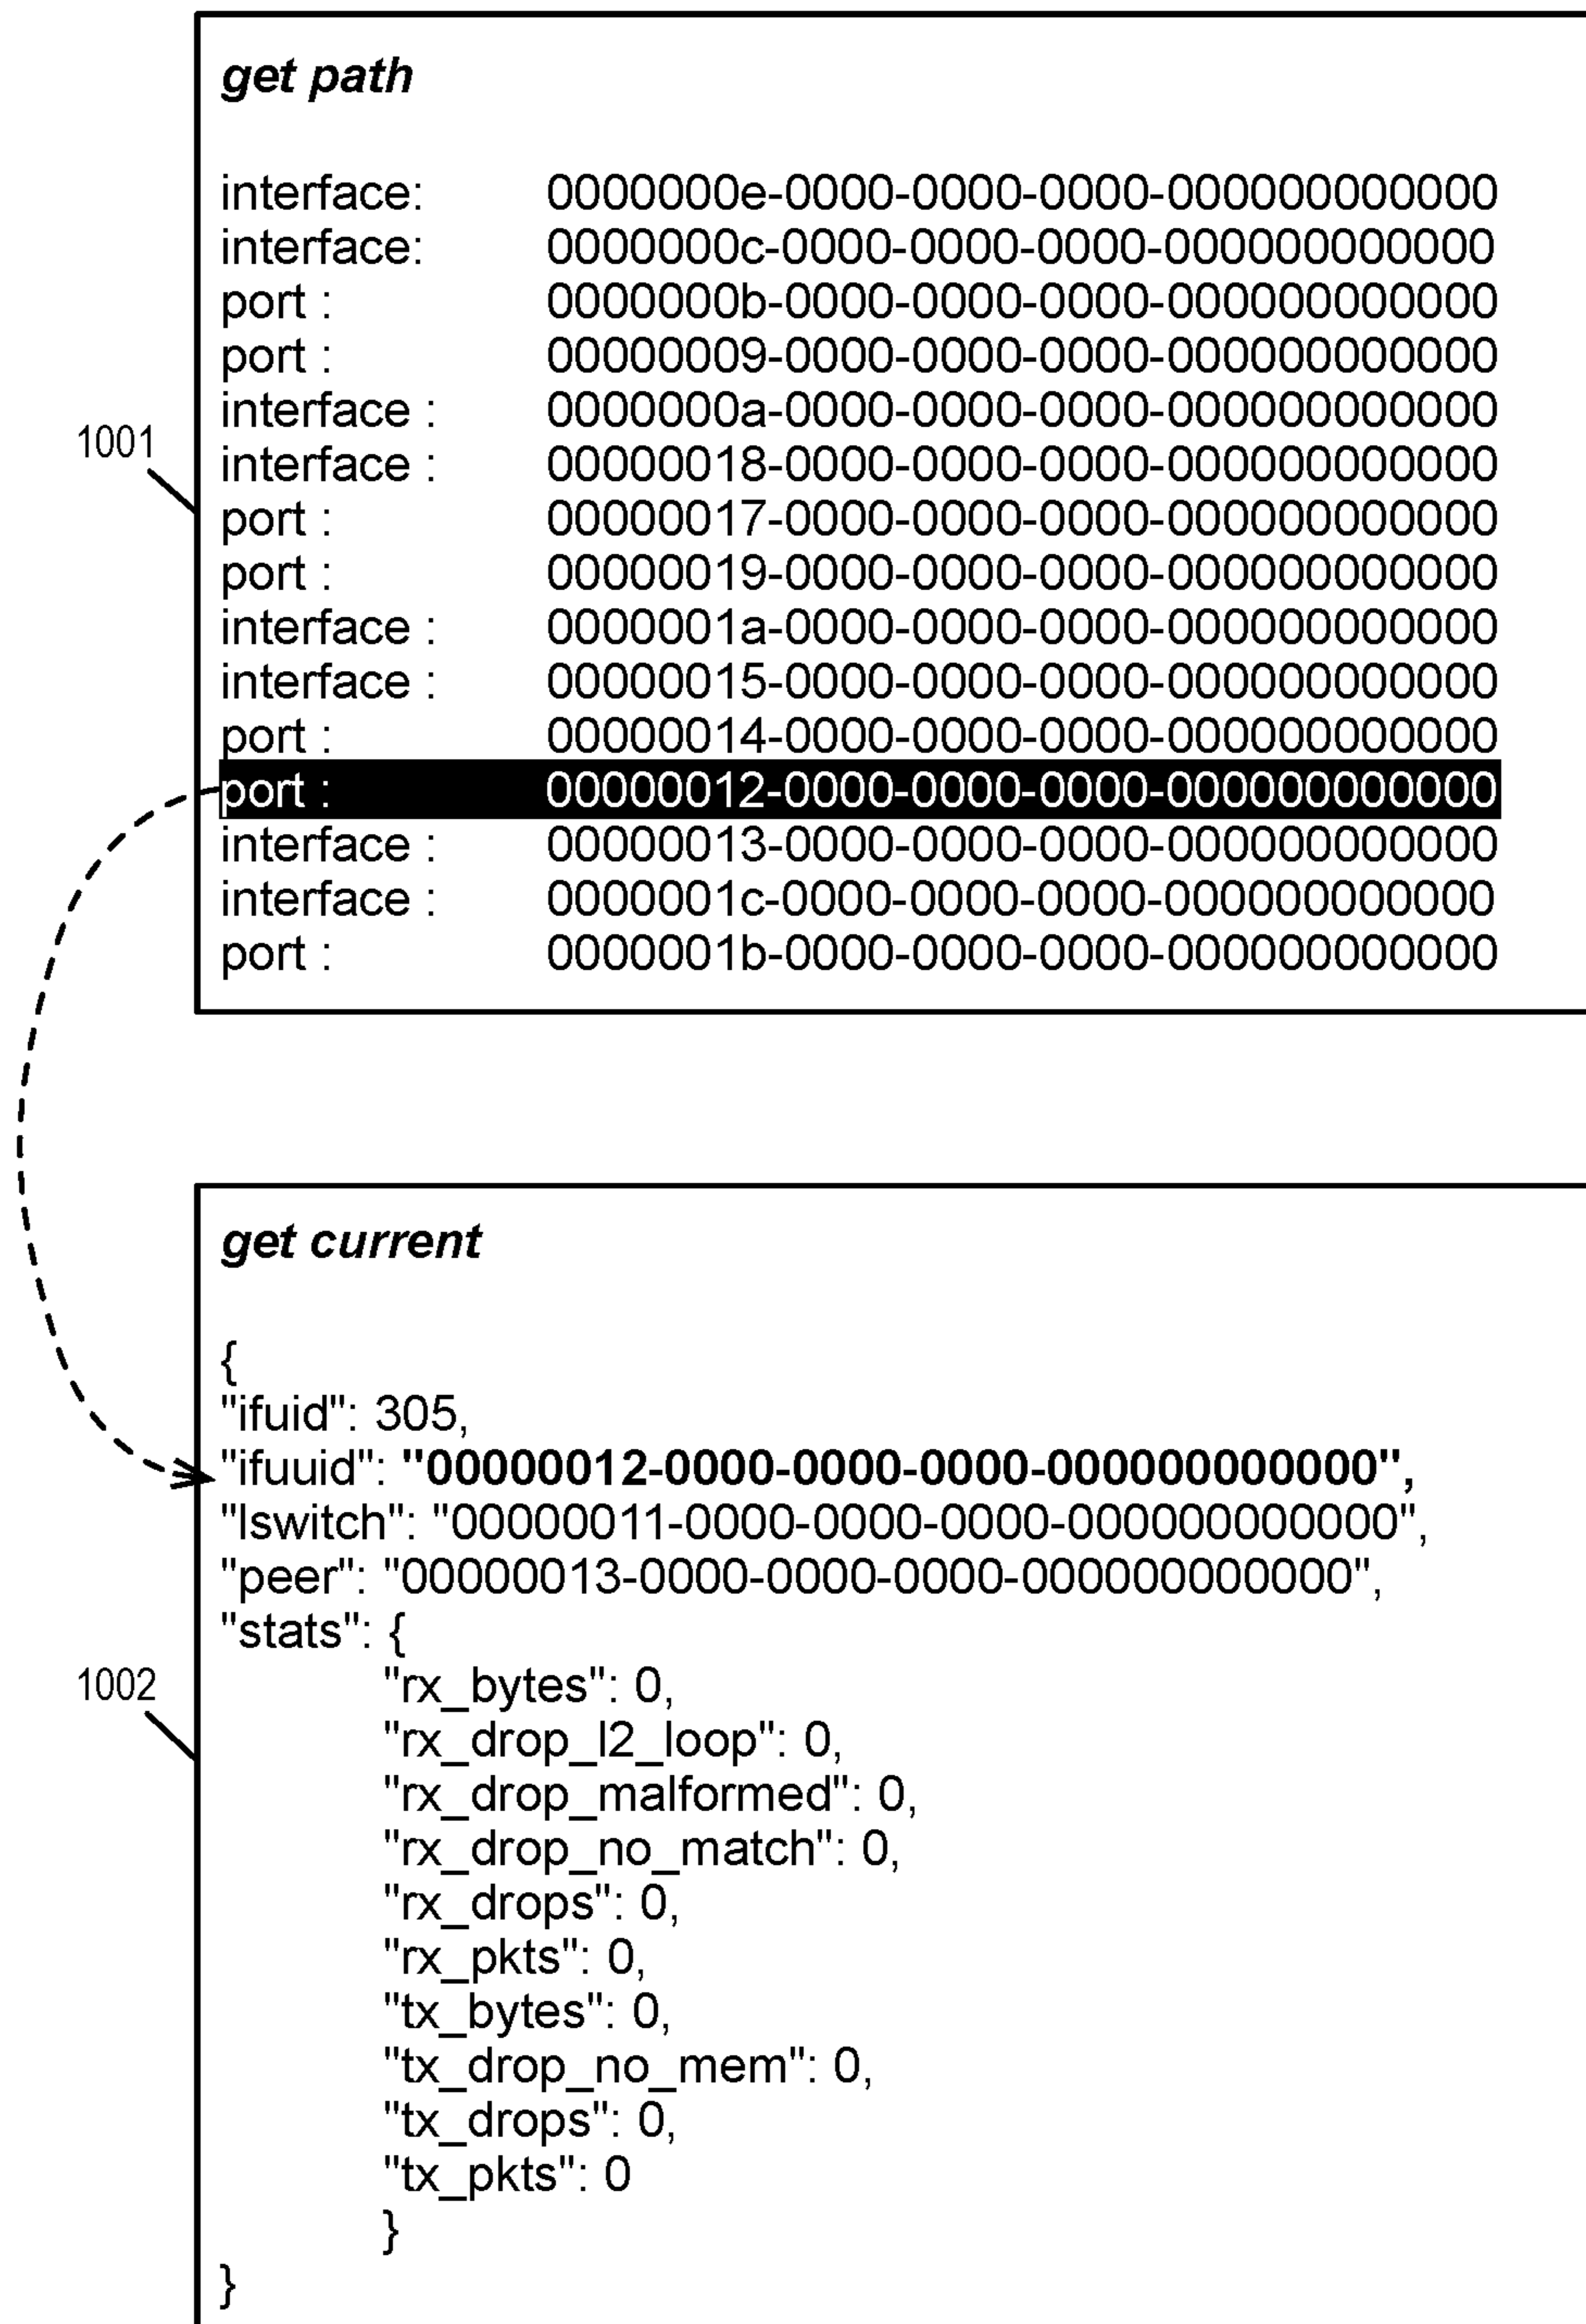 get path
interface: 0000000e-0000-0000-0000-000000000000
interface: 0000000c-0000-0000-0000-000000000000
port : 0000000b-0000-0000-0000-000000000000
port : 00000009-0000-0000-0000-000000000000
interface : 0000000a-0000-0000-0000-000000000000
1001
interface : 00000018-0000-0000-0000-000000000000
port : 00000017-0000-0000-0000-000000000000
port : 00000019-0000-0000-0000-000000000000
interface : 0000001a-0000-0000-0000-000000000000
interface : 00000015-0000-0000-0000-000000000000
port : 00000014-0000-0000-0000-000000000000
port : 00000012-0000-0000-0000-000000000000
interface : 00000013-0000-0000-0000-000000000000
interface : 0000001c-0000-0000-0000-000000000000
port : 0000001b-0000-0000-0000-000000000000
get current
{
"ifuid": 305,
"ifuuid": "00000012-0000-0000-0000-000000000000",
"lswitch": "00000011-0000-0000-0000-000000000000",
"peer": "00000013-0000-0000-0000-000000000000",
"stats": {
1002
"rx_bytes": 0,
"rx_drop_l2_loop": 0,
"rx_drop_malformed": 0,
"rx_drop_no_match": 0,
"rx_drops": 0,
"rx_pkts": 0,
"tx_bytes": 0,
"tx_drop_no_mem": 0,
"tx_drops": 0,
"tx_pkts": 0
}
}